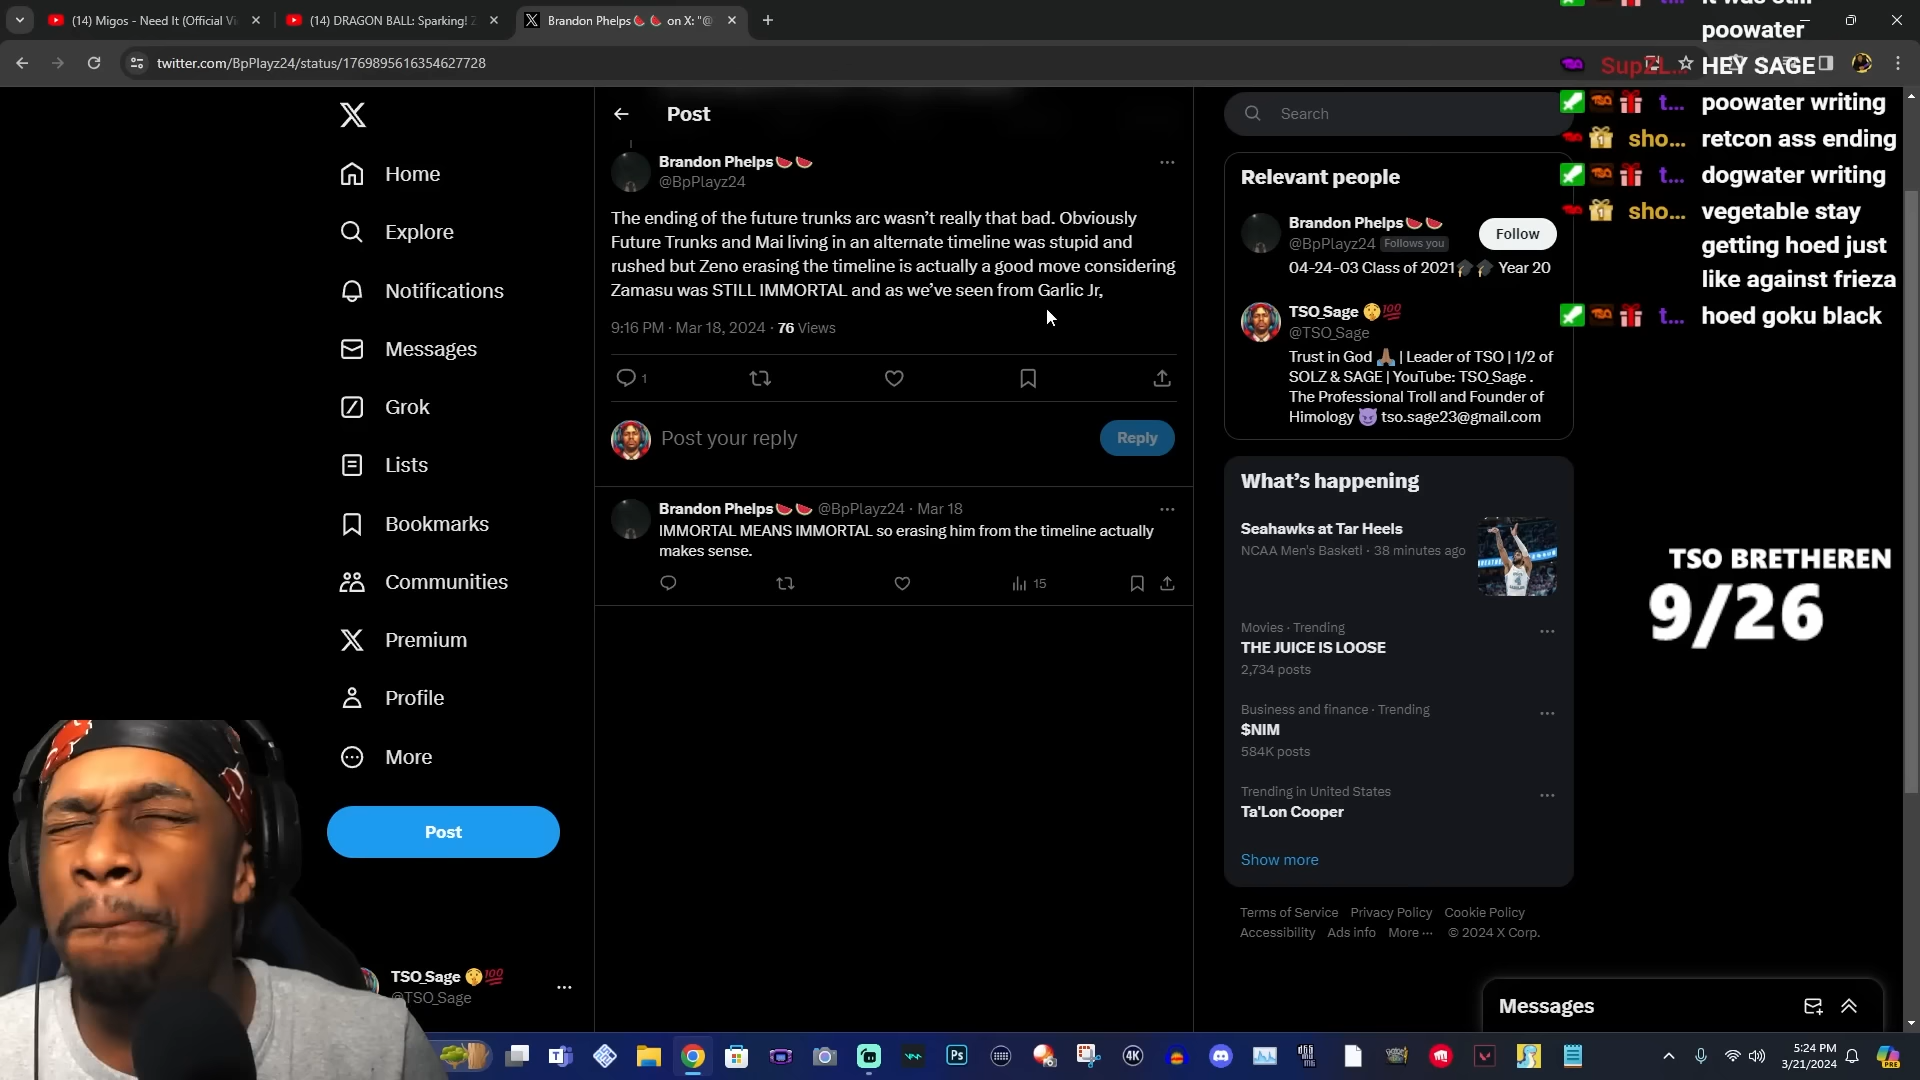 (14) Migos - Need It (Official Vi
(14) DRAGON BALL: Sparking! Z
Brandon Phelps🍉🍉 on X: "@
twitter.com/BpPlayz24/status/1769895616354627728
Home
Explore
Notifications
Messages
Grok
Lists
Bookmarks
Communities
Premium
Profile
More
Post
TSO_Sage 🤫💯
@TSO_Sage
Post
Brandon Phelps🍉🍉
@BpPlayz24
The ending of the future trunks arc wasn’t really that bad. Obviously
Future Trunks and Mai living in an alternate timeline was stupid and
rushed but Zeno erasing the timeline is actually a good move considering
Zamasu was STILL IMMORTAL and as we’ve seen from Garlic Jr,
9:16 PM · Mar 18, 2024 · 76 Views
1
Post your reply
Reply
Brandon Phelps🍉🍉 @BpPlayz24 · Mar 18
IMMORTAL MEANS IMMORTAL so erasing him from the timeline actually
makes sense.
15
Search
Relevant people
Brandon Phelps🍉🍉
@BpPlayz24 Follows you
Follow
04-24-03 Class of 2021🎓🎓 Year 20
TSO_Sage 🤫💯
@TSO_Sage
Trust in God 🙏🏾 | Leader of TSO | 1/2 of
SOLZ & SAGE | YouTube: TSO_Sage .
The Professional Troll and Founder of
Himology 😈 tso.sage23@gmail.com
What’s happening
Seahawks at Tar Heels
NCAA Men's Basketl · 38 minutes ago
Movies · Trending
THE JUICE IS LOOSE
2,734 posts
Business and finance · Trending
$NIM
584K posts
Trending in United States
Ta'Lon Cooper
Show more
Terms of Service Privacy Policy Cookie Policy
Accessibility Ads info More ··· © 2024 X Corp.
Messages
it was still
poowater
SupZL... HEY SAGE
t... poowater writing
sho... retcon ass ending
t... dogwater writing
sho... vegetable stay
getting hoed just
like against frieza
t... hoed goku black
TSO BRETHEREN
9/26
Ps
4K
5:24 PM
3/21/2024
PRE